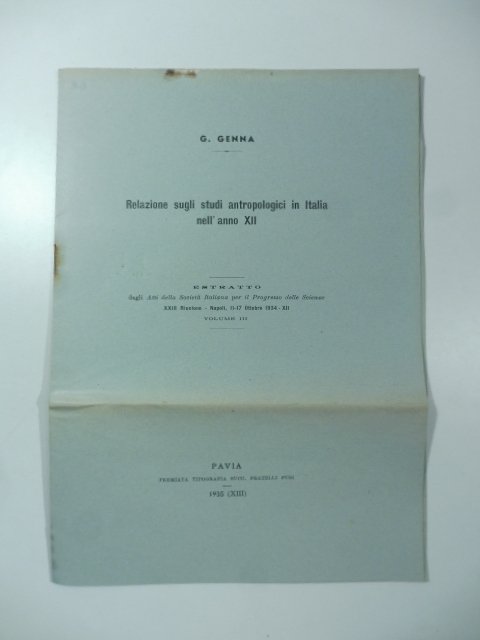 G. GENNA
Relazione sugli studi antropologici in Italia
nell'anno XII
ESTRATTO
dagli Atti della Società Italiana per il Progresso delle Scienze
XXIII Riunione - Napoli, 11-17 Ottobre 1934 - XII
VOLUME III
PAVIA
PREMIATA TIPOGRAFIA SUCC. FRATELLI FUSI
1935 (XIII)